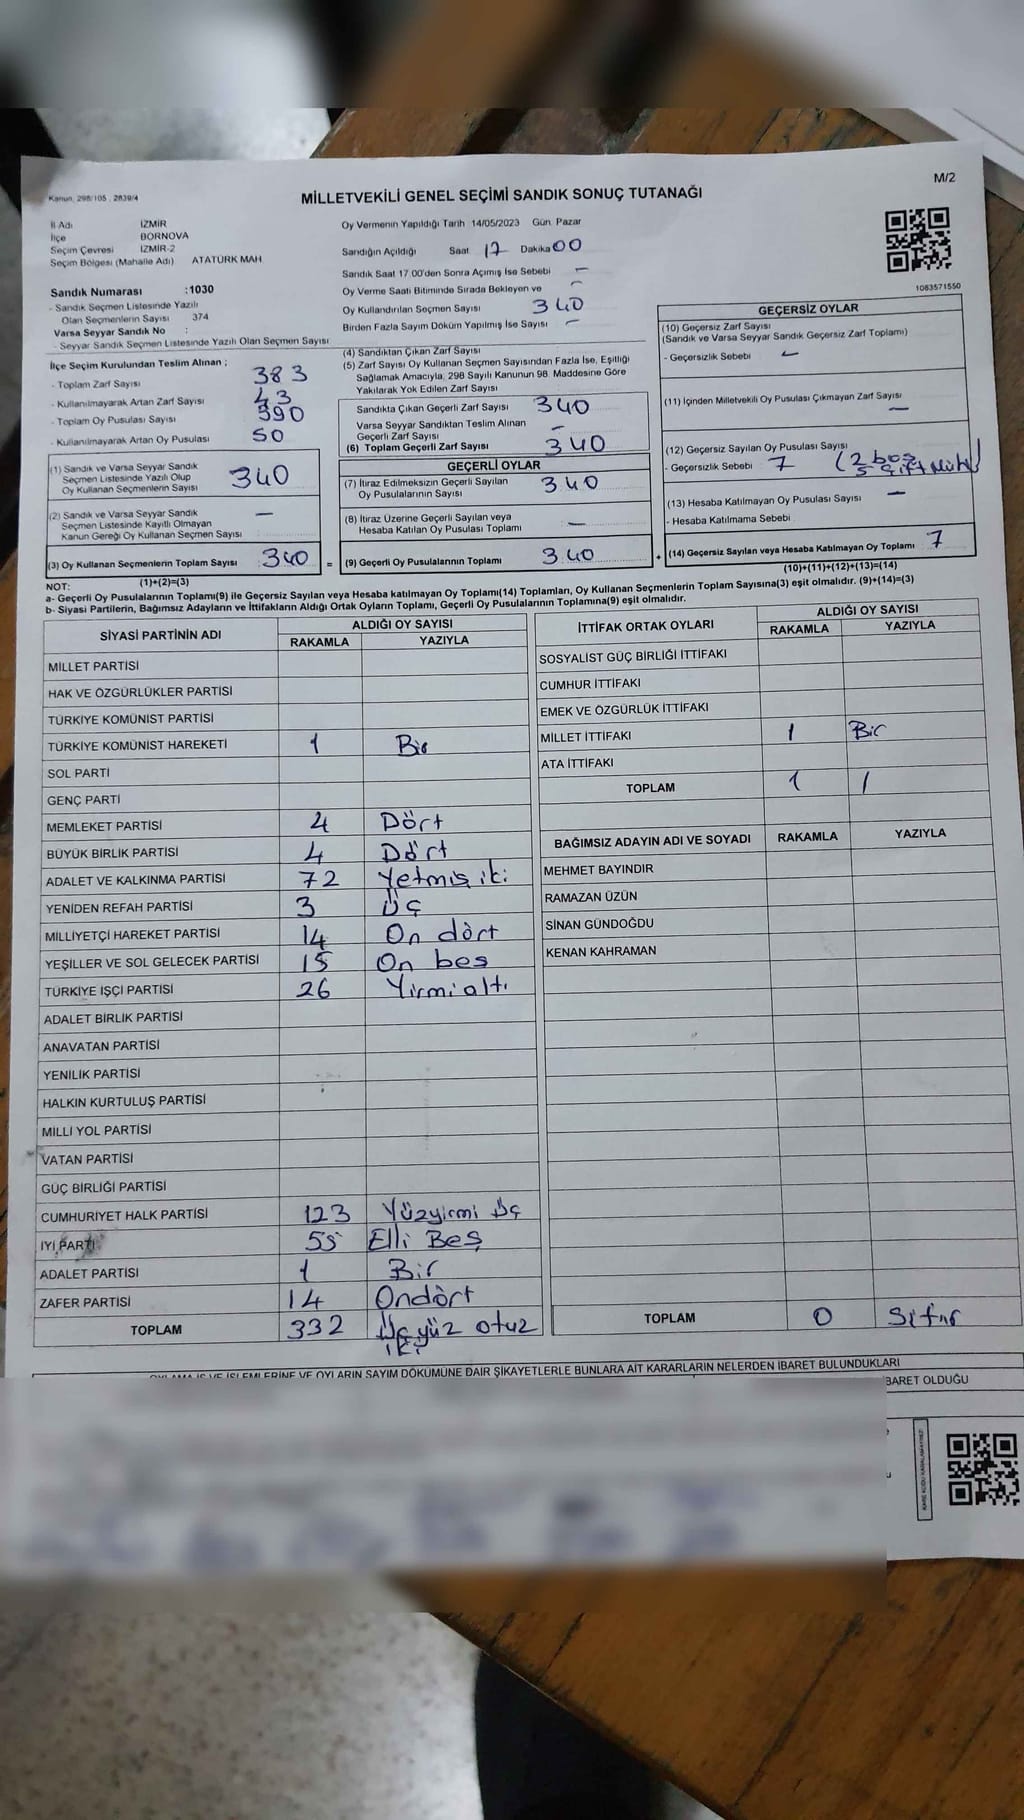 Kanun, 298/105 , 2839/4
MİLLETVEKİLİ GENEL SEÇİMİ SANDIK SONUÇ TUTANAĞI
M/2
İl Adı İZMİR
İlçe BORNOVA
Seçim Çevresi İZMİR-2
Seçim Bölgesi (Mahalle Adı) ATATÜRK MAH
Sandık Numarası :1030
- Sandık Seçmen Listesinde Yazılı
Olan Seçmenlerin Sayısı 374
Varsa Seyyar Sandık No :
- Seyyar Sandık Seçmen Listesinde Yazılı Olan Seçmen Sayısı
Oy Vermenin Yapıldığı Tarih 14/05/2023 Gün Pazar
Sandığın Açıldığı Saat 17 Dakika 00
Sandık Saat 17.00'den Sonra Açımış İse Sebebi -
Oy Verme Saati Bitiminde Sırada Bekleyen ve
Oy Kullandırılan Seçmen Sayısı 340
Birden Fazla Sayım Döküm Yapılmış İse Sayısı -
1083571550
İlçe Seçim Kurulundan Teslim Alınan ;
- Toplam Zarf Sayısı 383
- Kullanılmayarak Artan Zarf Sayısı 43
- Toplam Oy Pusulası Sayısı 390
- Kullanılmayarak Artan Oy Pusulası 50
(1) Sandık ve Varsa Seyyar Sandık
Seçmen Listesinde Yazılı Olup
Oy Kullanan Seçmenlerin Sayısı 340
(2) Sandık ve Varsa Seyyar Sandık
Seçmen Listesinde Kayıtlı Olmayan
Kanun Gereği Oy Kullanan Seçmen Sayısı -
(3) Oy Kullanan Seçmenlerin Toplam Sayısı 340 =
(1)+(2)=(3)
(4) Sandıktan Çıkan Zarf Sayısı
(5) Zarf Sayısı Oy Kullanan Seçmen Sayısından Fazla İse, Eşitliği
Sağlamak Amacıyla, 298 Sayılı Kanunun 98. Maddesine Göre
Yakılarak Yok Edilen Zarf Sayısı
Sandıkta Çıkan Geçerli Zarf Sayısı 340
Varsa Seyyar Sandıktan Teslim Alınan
Geçerli Zarf Sayısı -
(6) Toplam Geçerli Zarf Sayısı 340
GEÇERLİ OYLAR
(7) İtiraz Edilmeksizin Geçerli Sayılan
Oy Pusulalarının Sayısı 340
(8) İtiraz Üzerine Geçerli Sayılan veya
Hesaba Katılan Oy Pusulası Toplamı -
(9) Geçerli Oy Pusulalarının Toplamı 340 +
GEÇERSİZ OYLAR
(10) Geçersiz Zarf Sayısı
(Sandık ve Varsa Seyyar Sandık Geçersiz Zarf Toplamı)
- Geçersizlik Sebebi -
(11) İçinden Milletvekili Oy Pusulası Çıkmayan Zarf Sayısı -
(12) Geçersiz Sayılan Oy Pusulası Sayısı
- Geçersizlik Sebebi 7 (2 boş
5 çift Mühür)
(13) Hesaba Katılmayan Oy Pusulası Sayısı -
- Hesaba Katılmama Sebebi
(14) Geçersiz Sayılan veya Hesaba Katılmayan Oy Toplamı 7
(10)+(11)+(12)+(13)=(14)
NOT:
a- Geçerli Oy Pusulalarının Toplamı(9) ile Geçersiz Sayılan veya Hesaba katılmayan Oy Toplamı(14) Toplamları, Oy Kullanan Seçmenlerin Toplam Sayısına(3) eşit olmalıdır. (9)+(14)=(3)
b- Siyasi Partilerin, Bağımsız Adayların ve İttifakların Aldığı Ortak Oyların Toplamı, Geçerli Oy Pusulalarının Toplamına(9) eşit olmalıdır.
SİYASİ PARTİNİN ADI ALDIĞI OY SAYISI
RAKAMLA YAZIYLA
MİLLET PARTİSİ
HAK VE ÖZGÜRLÜKLER PARTİSİ
TÜRKİYE KOMÜNİST PARTİSİ
TÜRKİYE KOMÜNİST HAREKETİ 1 Bir
SOL PARTİ
GENÇ PARTİ
MEMLEKET PARTİSİ 4 Dört
BÜYÜK BİRLİK PARTİSİ 4 Dört
ADALET VE KALKINMA PARTİSİ 72 Yetmiş iki
YENİDEN REFAH PARTİSİ 3 Üç
MİLLİYETÇİ HAREKET PARTİSİ 14 On dört
YEŞİLLER VE SOL GELECEK PARTİSİ 15 On beş
TÜRKİYE İŞÇİ PARTİSİ 26 Yirmialtı
ADALET BİRLİK PARTİSİ
ANAVATAN PARTİSİ
YENİLİK PARTİSİ
HALKIN KURTULUŞ PARTİSİ
MİLLİ YOL PARTİSİ
VATAN PARTİSİ
GÜÇ BİRLİĞİ PARTİSİ
CUMHURİYET HALK PARTİSİ 123 Yüzyirmi üç
İYİ PARTİ 55 Elli Beş
ADALET PARTİSİ 1 Bir
ZAFER PARTİSİ 14 Ondört
TOPLAM 332 Üç yüz otuz
iki
İTTİFAK ORTAK OYLARI ALDIĞI OY SAYISI
RAKAMLA YAZIYLA
SOSYALİST GÜÇ BİRLİĞİ İTTİFAKI
CUMHUR İTTİFAKI
EMEK VE ÖZGÜRLÜK İTTİFAKI
MİLLET İTTİFAKI 1 Bir
ATA İTTİFAKI
TOPLAM 1 1
BAĞIMSIZ ADAYIN ADI VE SOYADI RAKAMLA YAZIYLA
MEHMET BAYINDIR
RAMAZAN ÜZÜN
SİNAN GÜNDOĞDU
KENAN KAHRAMAN
TOPLAM 0 Sıfır
OYLAMA İŞ VE İŞLEMLERİNE VE OYLARIN SAYIM DÖKÜMÜNE DAİR ŞİKAYETLERLE BUNLARA AİT KARARLARIN NELERDEN İBARET BULUNDUKLARI
BARET OLDUĞU